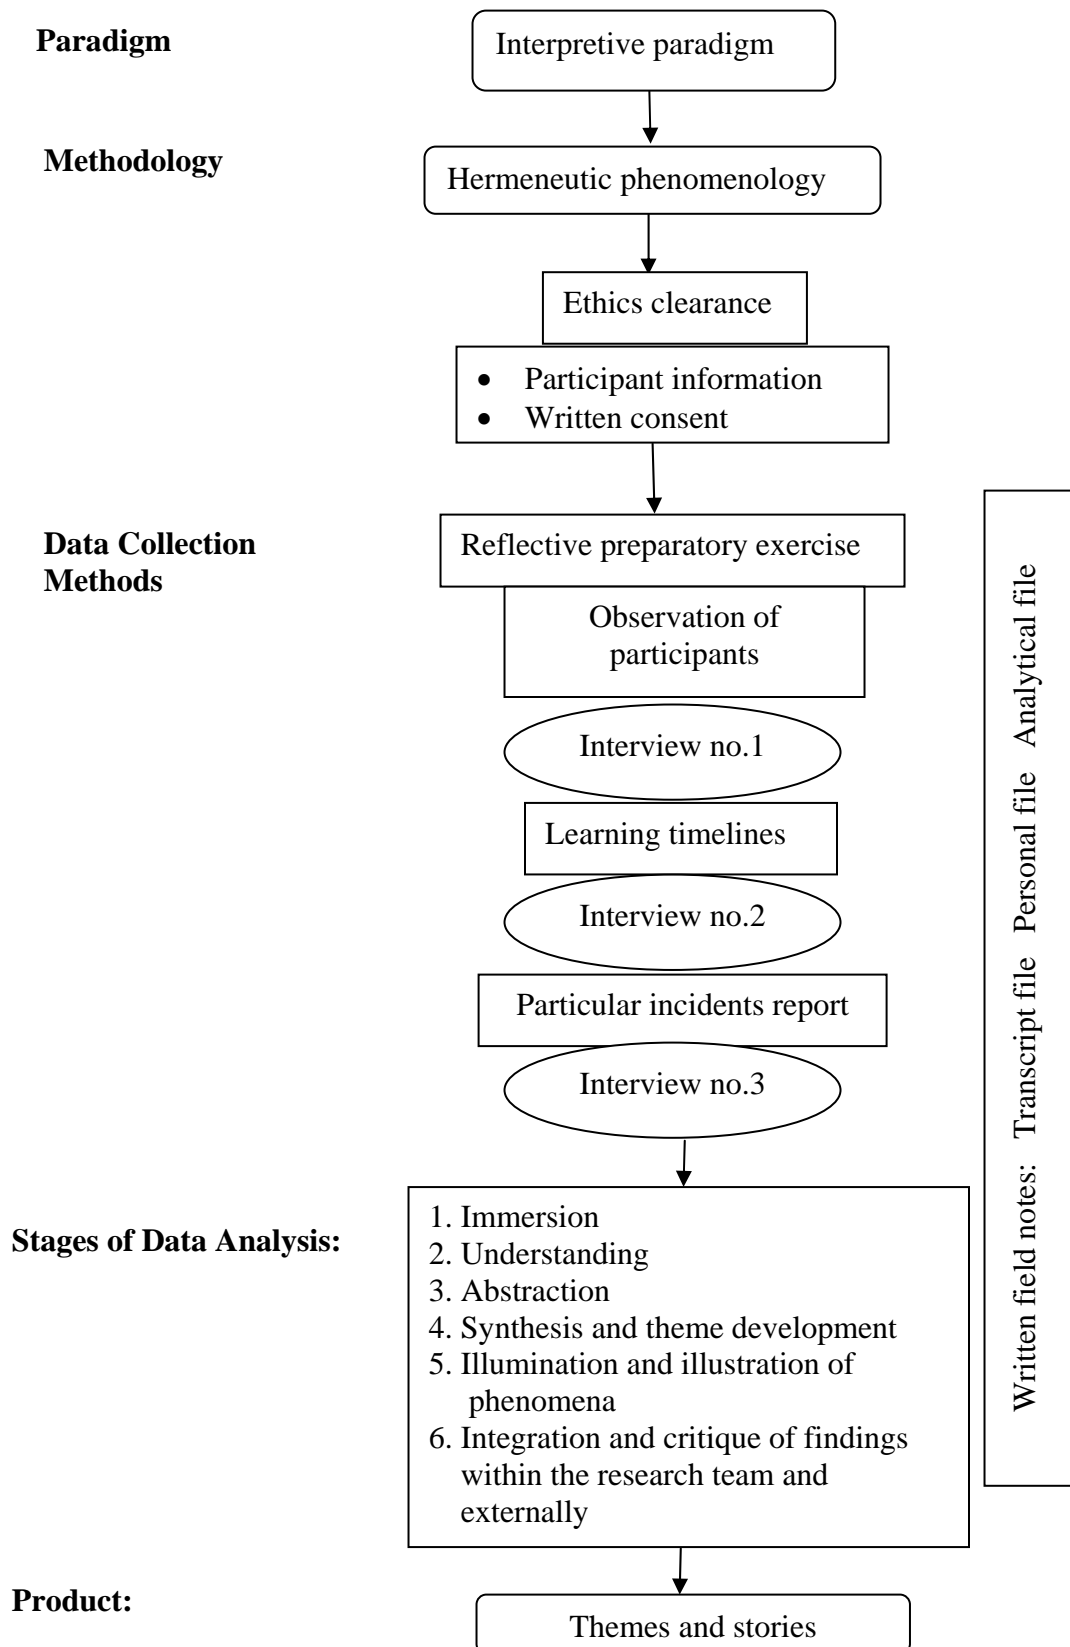 Paradigm
Interpretive paradigm
Methodology
Hermeneutic phenomenology
Ethics clearance
• Participant information
• Written consent
Data Collection
Methods
Reflective preparatory exercise
Observation of
participants
Interview no.1
Learning timelines
Interview no.2
Particular incidents report
Interview no.3
Written field notes: Transcript file Personal file Analytical file
Stages of Data Analysis:
1. Immersion
2. Understanding
3. Abstraction
4. Synthesis and theme development
5. Illumination and illustration of
phenomena
6. Integration and critique of findings
within the research team and
externally
Product:
Themes and stories